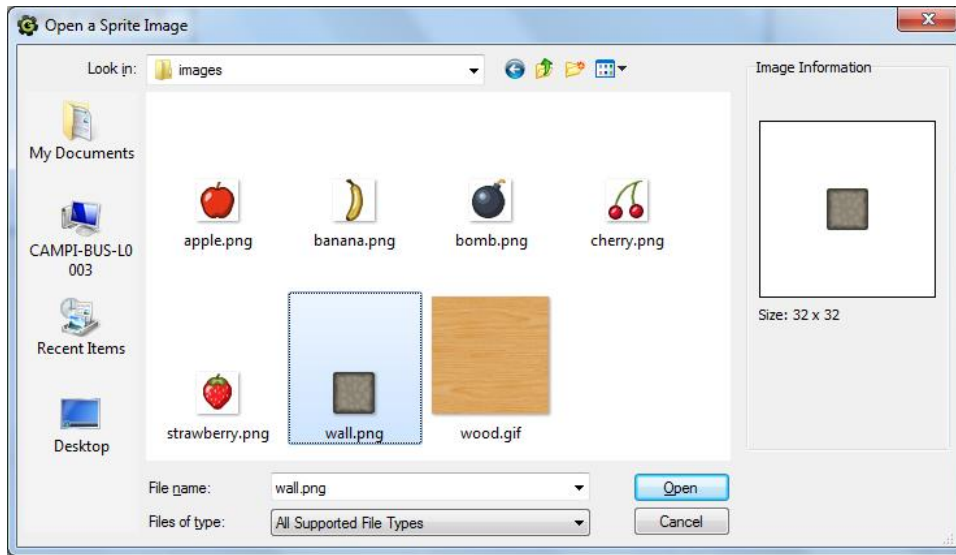 Open a Sprite Image
Look in:
images
Image Information
My Documents
CAMPI-BUS-L0
003
Recent Items
Desktop
apple.png
banana.png
bomb.png
cherry.png
strawberry.png
wall.png
wood.gif
Size: 32 x 32
File name:
wall.png
Open
Files of type:
All Supported File Types
Cancel